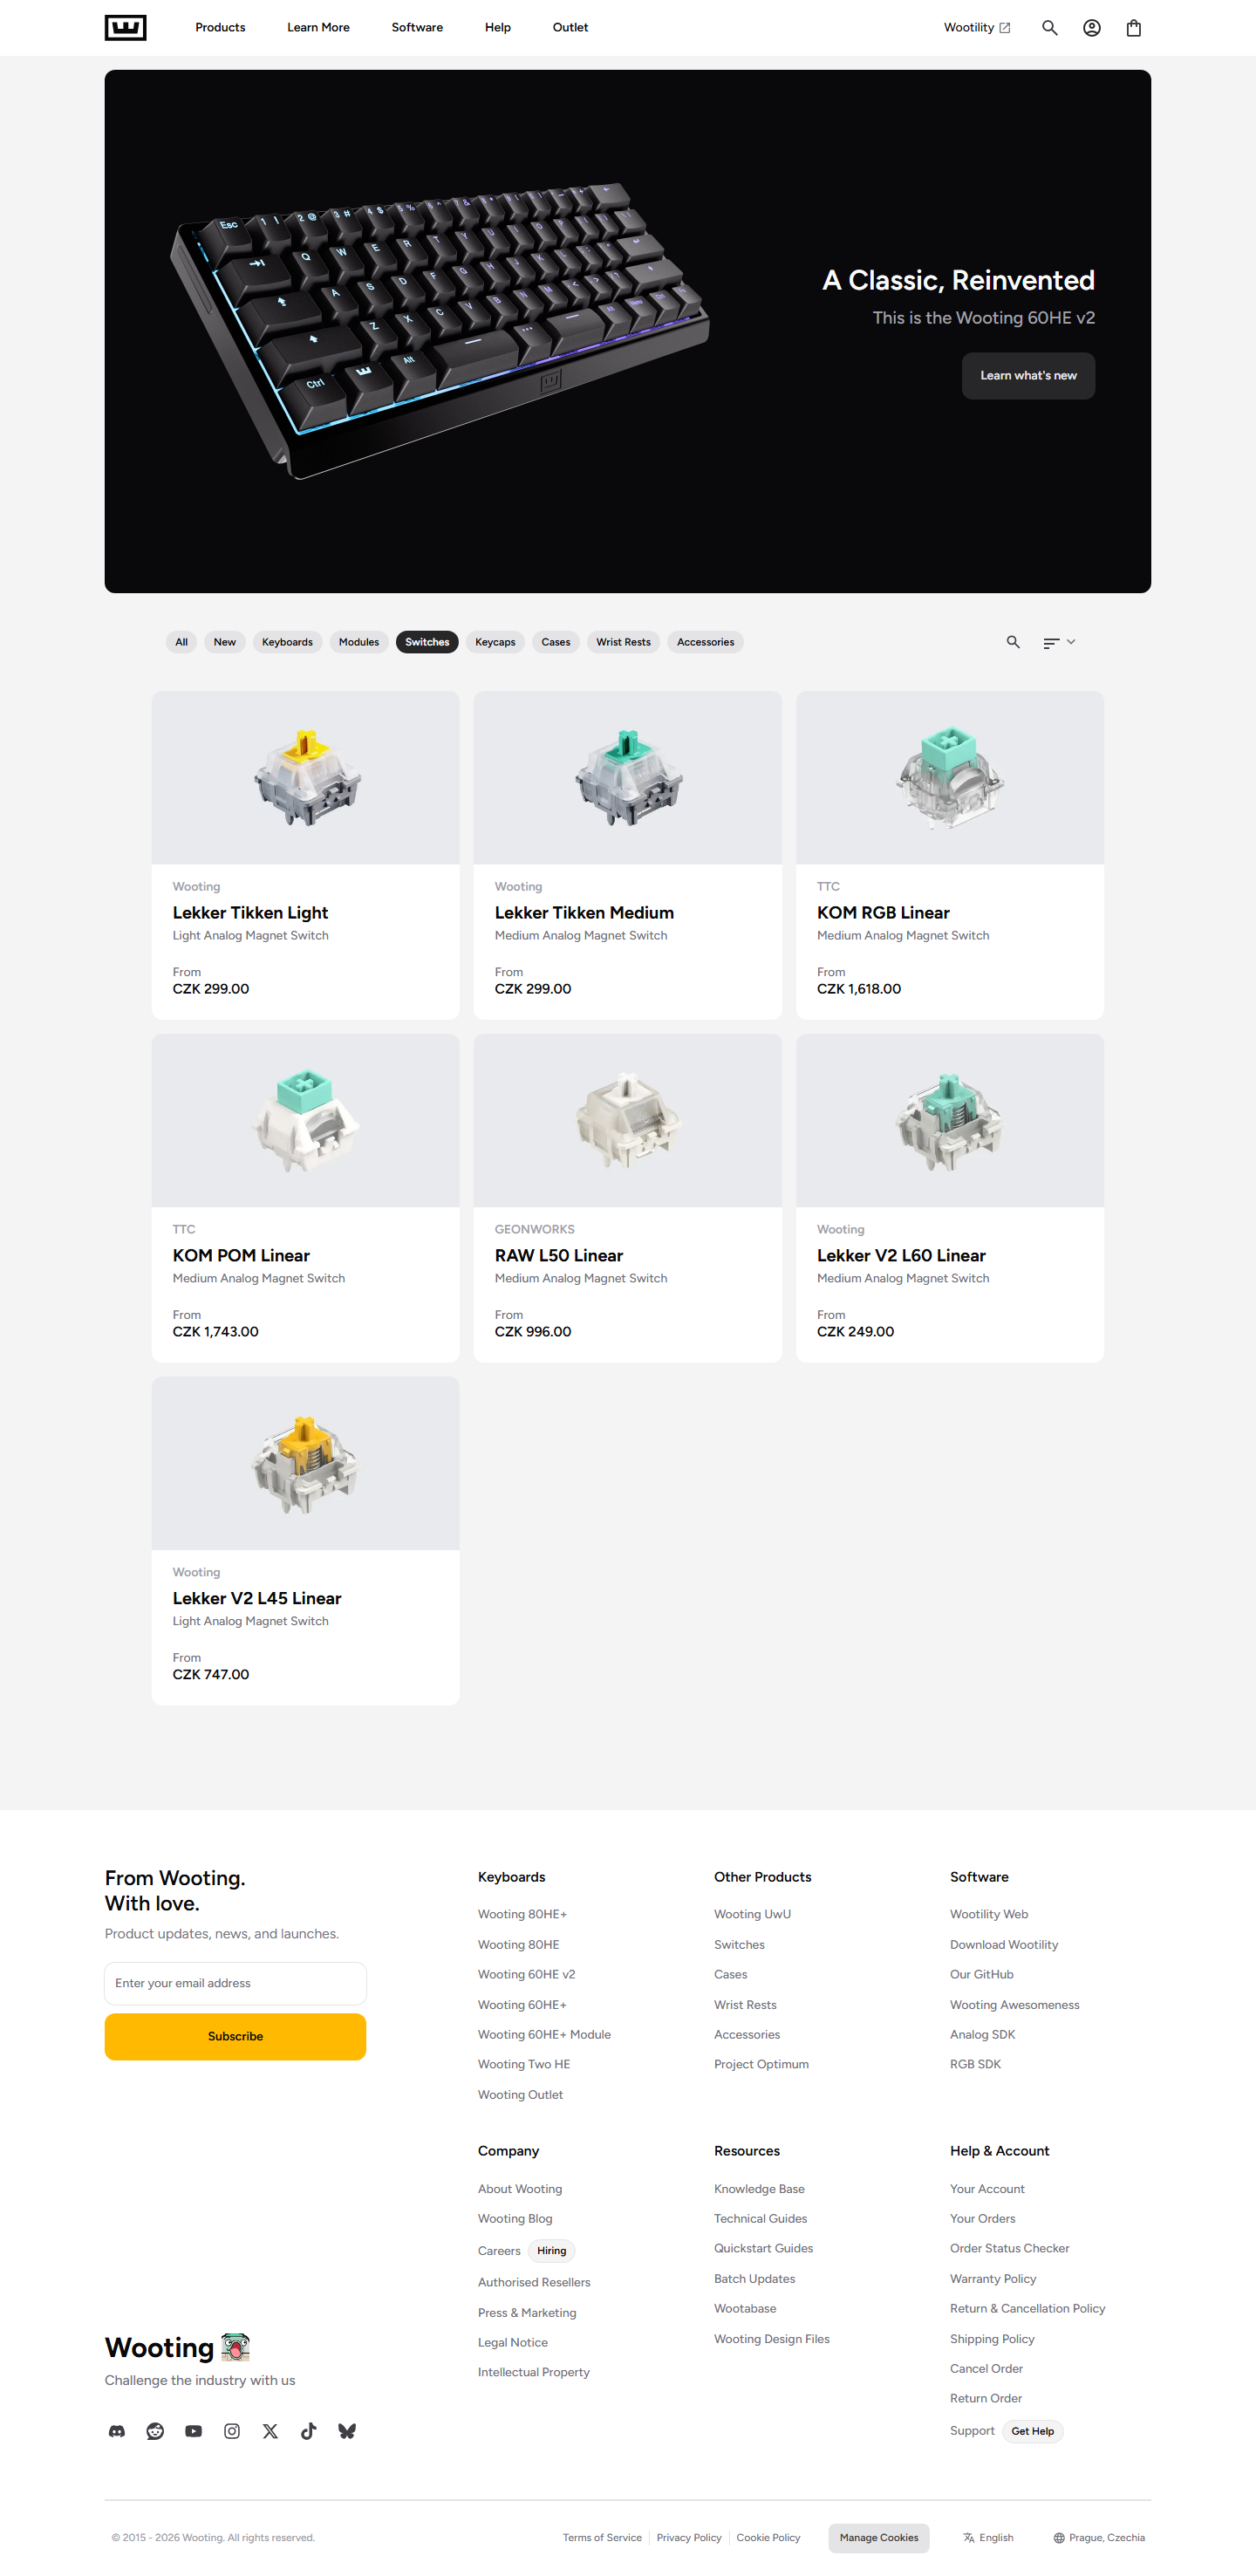 Products
Learn More
Software
Help
Outlet
Wootility
A Classic, Reinvented
This is the Wooting 60HE v2
Learn what's new
All
New
Keyboards
Modules
Switches
Keycaps
Cases
Wrist Rests
Accessories
Wooting
Lekker Tikken Light
Light Analog Magnet Switch
From
CZK 299.00
Wooting
Lekker Tikken Medium
Medium Analog Magnet Switch
From
CZK 299.00
TTC
KOM RGB Linear
Medium Analog Magnet Switch
From
CZK 1,618.00
TTC
KOM POM Linear
Medium Analog Magnet Switch
From
CZK 1,743.00
GEONWORKS
RAW L50 Linear
Medium Analog Magnet Switch
From
CZK 996.00
Wooting
Lekker V2 L60 Linear
Medium Analog Magnet Switch
From
CZK 249.00
Wooting
Lekker V2 L45 Linear
Light Analog Magnet Switch
From
CZK 747.00
From Wooting.
With love.
Product updates, news, and launches.
Enter your email address
Subscribe
Keyboards
Wooting 80HE+
Wooting 80HE
Wooting 60HE v2
Wooting 60HE+
Wooting 60HE+ Module
Wooting Two HE
Wooting Outlet
Other Products
Wooting UwU
Switches
Cases
Wrist Rests
Accessories
Project Optimum
Software
Wootility Web
Download Wootility
Our GitHub
Wooting Awesomeness
Analog SDK
RGB SDK
Company
About Wooting
Wooting Blog
Careers Hiring
Authorised Resellers
Press & Marketing
Legal Notice
Intellectual Property
Resources
Knowledge Base
Technical Guides
Quickstart Guides
Batch Updates
Wootabase
Wooting Design Files
Help & Account
Your Account
Your Orders
Order Status Checker
Warranty Policy
Return & Cancellation Policy
Shipping Policy
Cancel Order
Return Order
Support Get Help
Wooting
Challenge the industry with us
© 2015 - 2026 Wooting. All rights reserved.
Terms of Service
Privacy Policy
Cookie Policy
Manage Cookies
English
Prague, Czechia